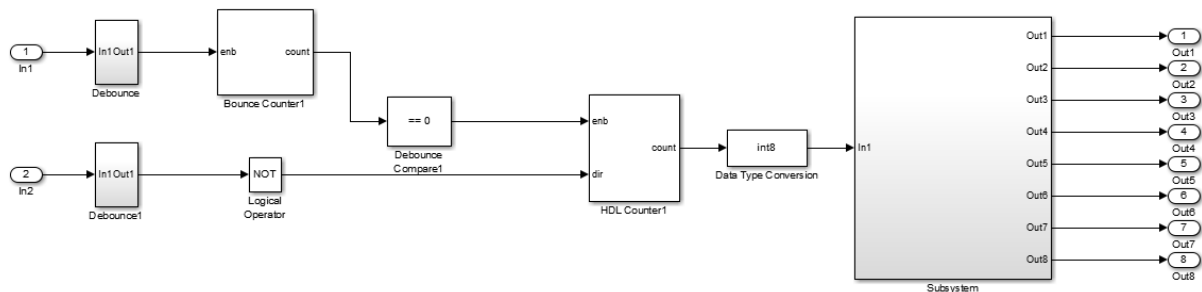 1
In1
In1 Out1
Debounce
enb
count
Bounce Counter1
== 0
Debounce
Compare1
2
In2
In1 Out1
Debounce1
NOT
Logical
Operator
enb
dir
count
HDL Counter1
int8
Data Type Conversion
In1
Out1
Out2
Out3
Out4
Out5
Out6
Out7
Out8
Subsystem
1
Out1
2
Out2
3
Out3
4
Out4
5
Out5
6
Out6
7
Out7
8
Out8